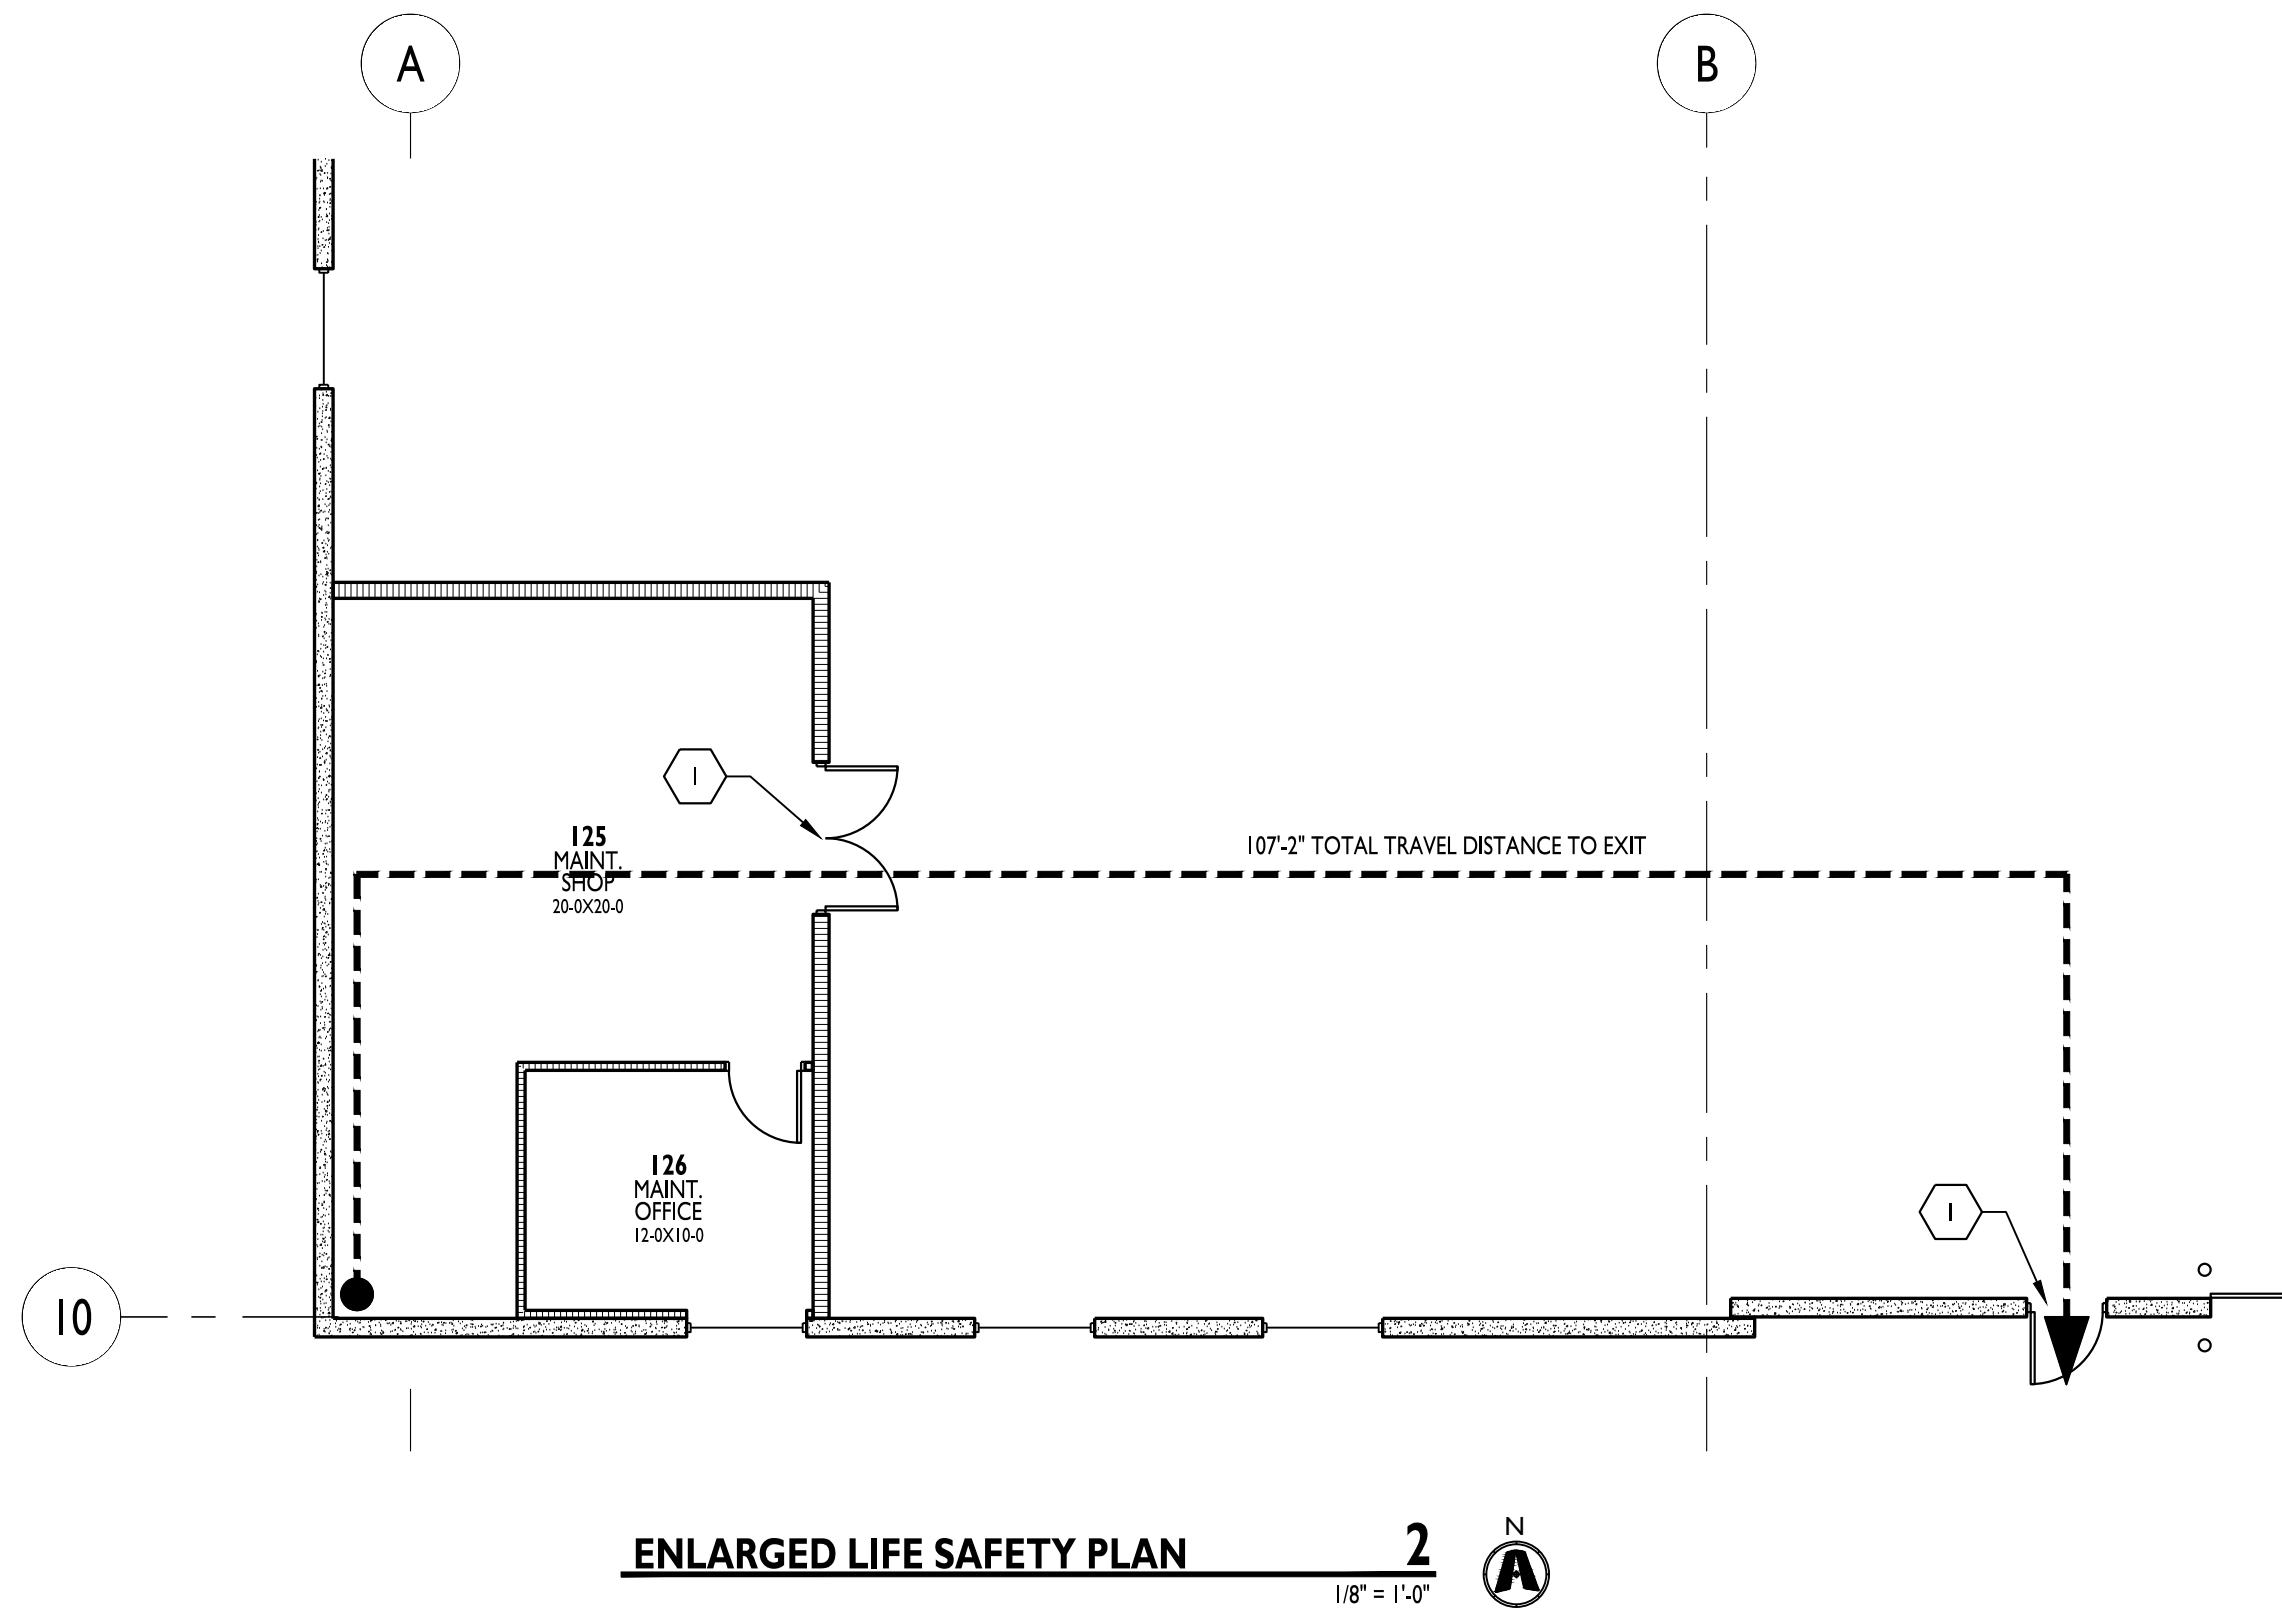 A
B
1
107'-2" TOTAL TRAVEL DISTANCE TO EXIT
125
MAINT.
SHOP
20-0X20-0
126
MAINT.
OFFICE
12-0X10-0
1
10
ENLARGED LIFE SAFETY PLAN 2
N
1/8" = 1'-0"